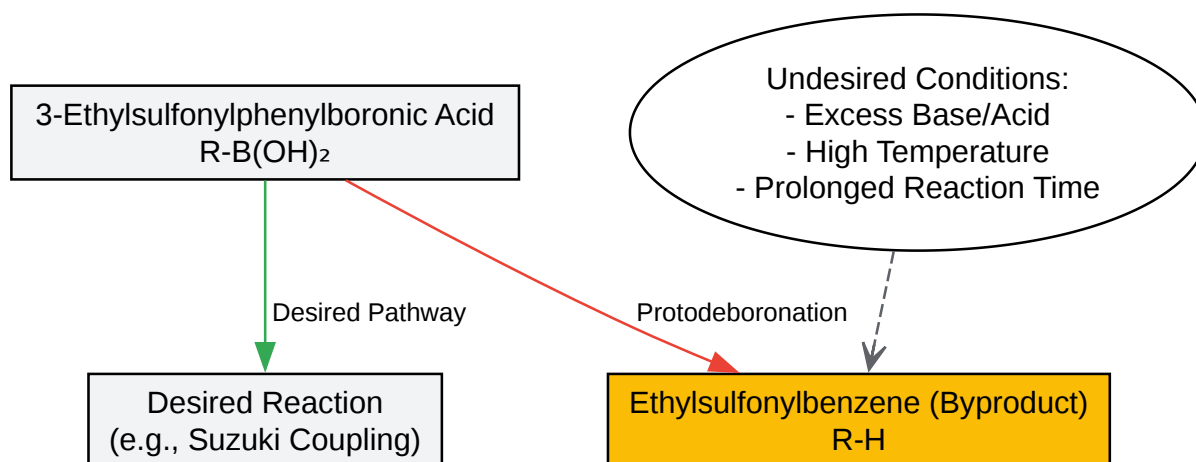 3-Ethylsulfonylphenylboronic Acid
R-B(OH)₂
Undesired Conditions:
- Excess Base/Acid
- High Temperature
- Prolonged Reaction Time
Desired Pathway
Protodeboronation
Desired Reaction
(e.g., Suzuki Coupling)
Ethylsulfonylbenzene (Byproduct)
R-H